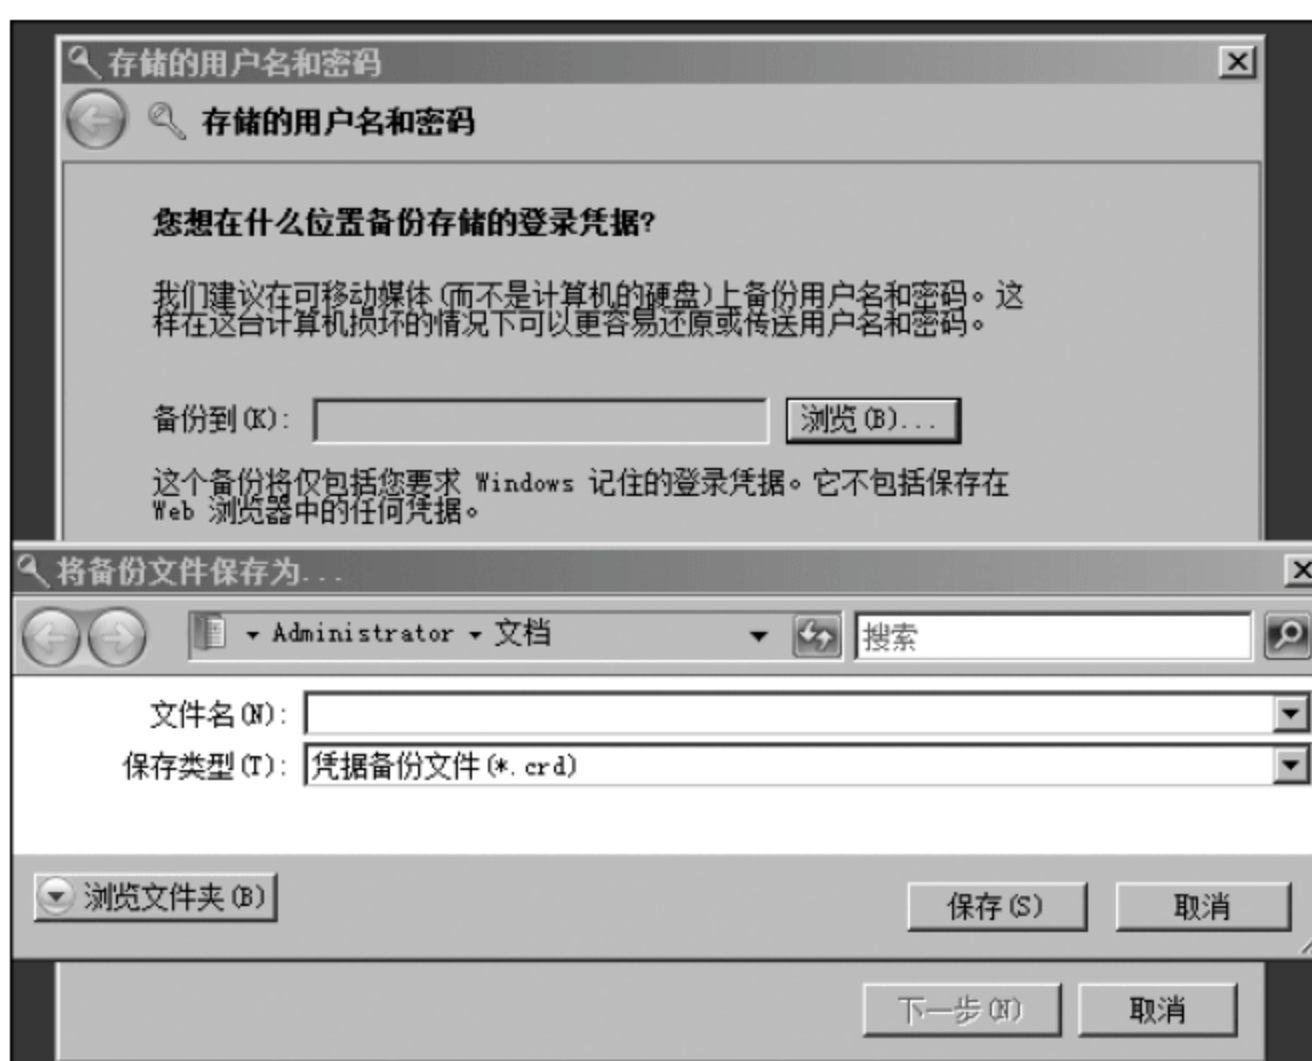 存储的用户名和密码
存储的用户名和密码
您想在什么位置备份存储的登录凭据?
我们建议在可移动媒体(而不是计算机的硬盘)上备份用户名和密码。这
样在这台计算机损坏的情况下可以更容易还原或传送用户名和密码。
备份到(K): 浏览(B)...
这个备份将仅包括您要求 Windows 记住的登录凭据。它不包括保存在
Web 浏览器中的任何凭据。
将备份文件保存为...
Administrator 文档 搜索
文件名(N):
保存类型(T): 凭据备份文件(*.crd)
浏览文件夹(B) 保存(S) 取消
下一步(N) 取消